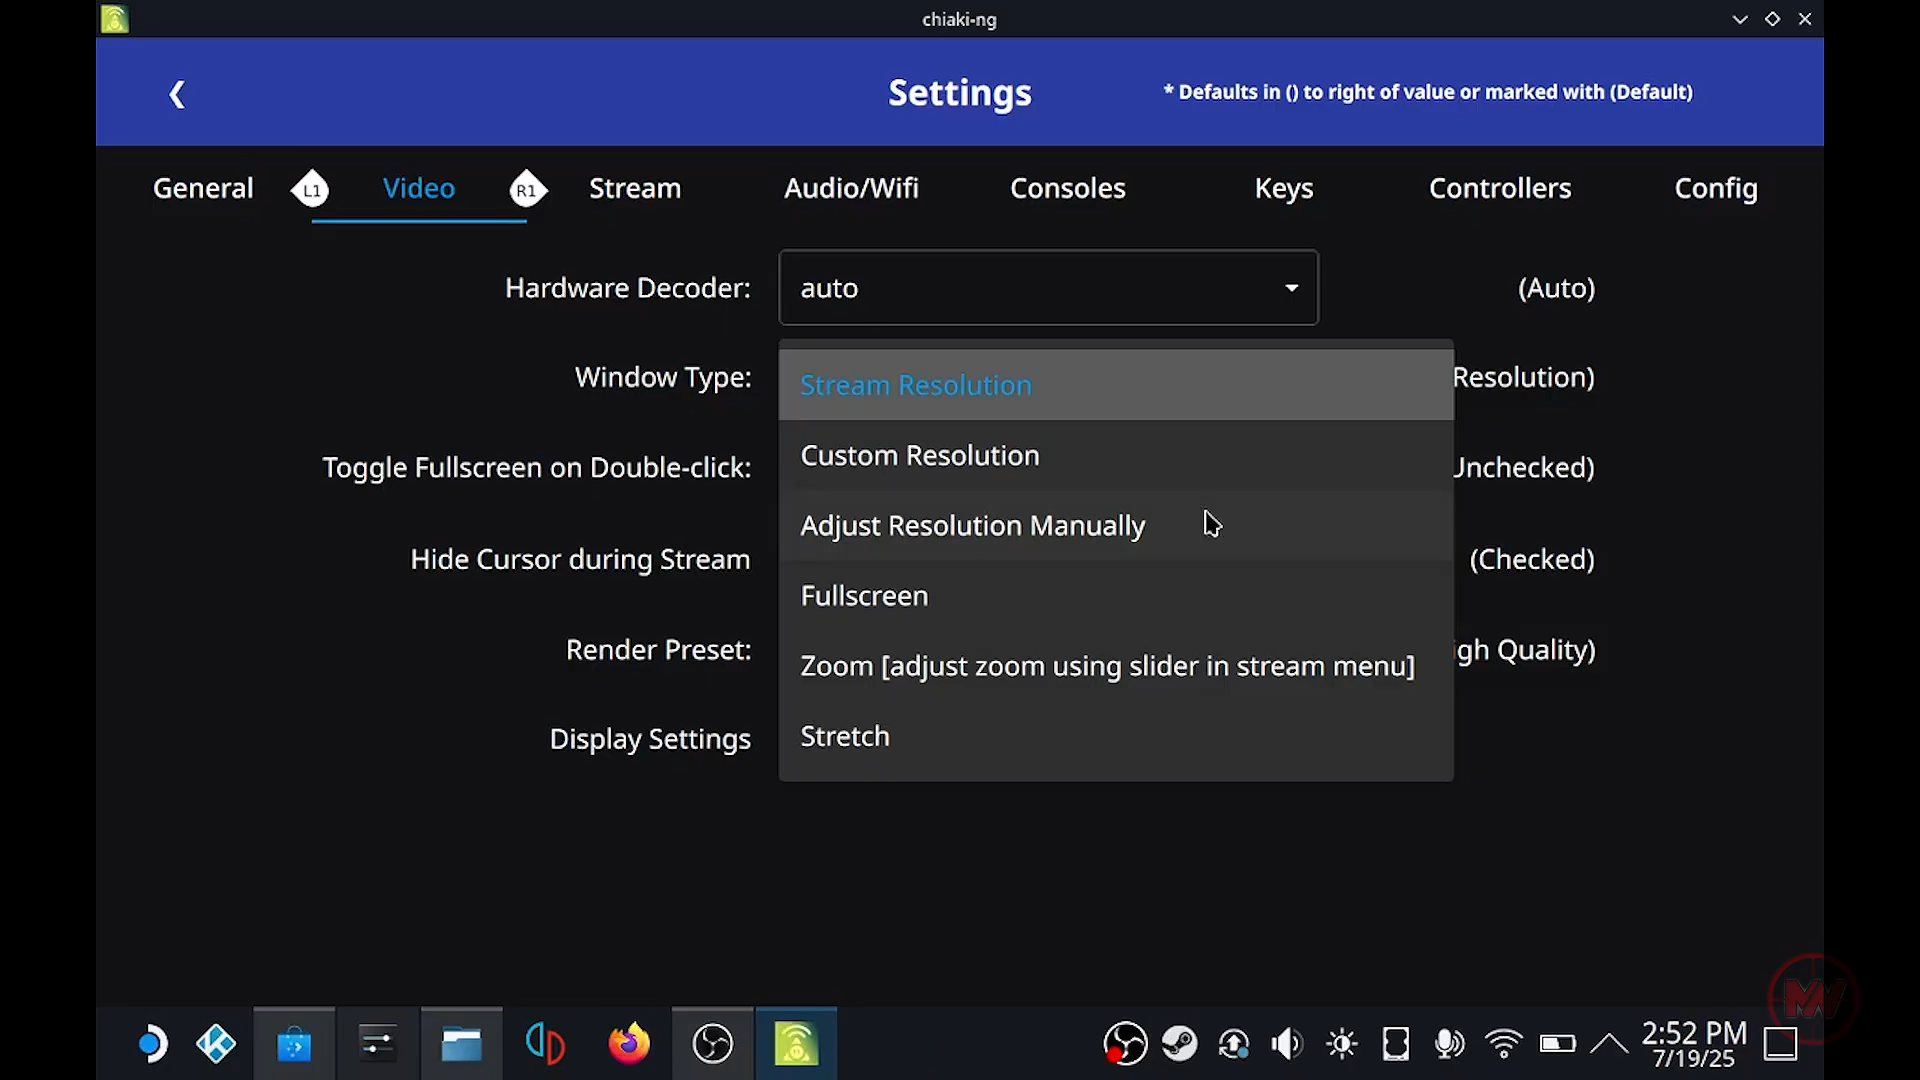 chiaki-ng
Settings
* Defaults in () to right of value or marked with (Default)
General L1 Video R1 Stream Audio/Wifi Consoles Keys Controllers Config
Hardware Decoder: auto (Auto)
Window Type: Resolution)
Stream Resolution
Custom Resolution
Toggle Fullscreen on Double-click: Unchecked)
Adjust Resolution Manually
Hide Cursor during Stream (Checked)
Fullscreen
Render Preset: igh Quality)
Zoom [adjust zoom using slider in stream menu]
Display Settings
Stretch
2:52 PM
7/19/25
MW